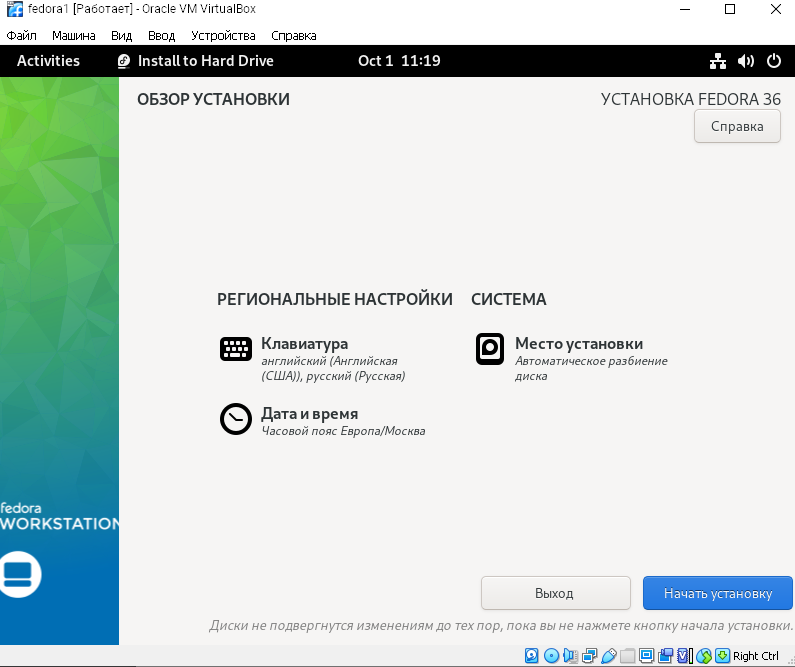 fedora1 [Работает] - Oracle VM VirtualBox
Файл Машина Вид Ввод Устройства Справка
Activities Install to Hard Drive Oct 1 11:19
ОБЗОР УСТАНОВКИ УСТАНОВКА FEDORA 36
Справка
РЕГИОНАЛЬНЫЕ НАСТРОЙКИ СИСТЕМА
Клавиатура
английский (Английская
(США)), русский (Русская)
Место установки
Автоматическое разбиение
диска
Дата и время
Часовой пояс Европа/Москва
fedora
WORKSTATION
Выход Начать установку
Диски не подвергнутся изменениям до тех пор, пока вы не нажмете кнопку начала установки.
Right Ctrl